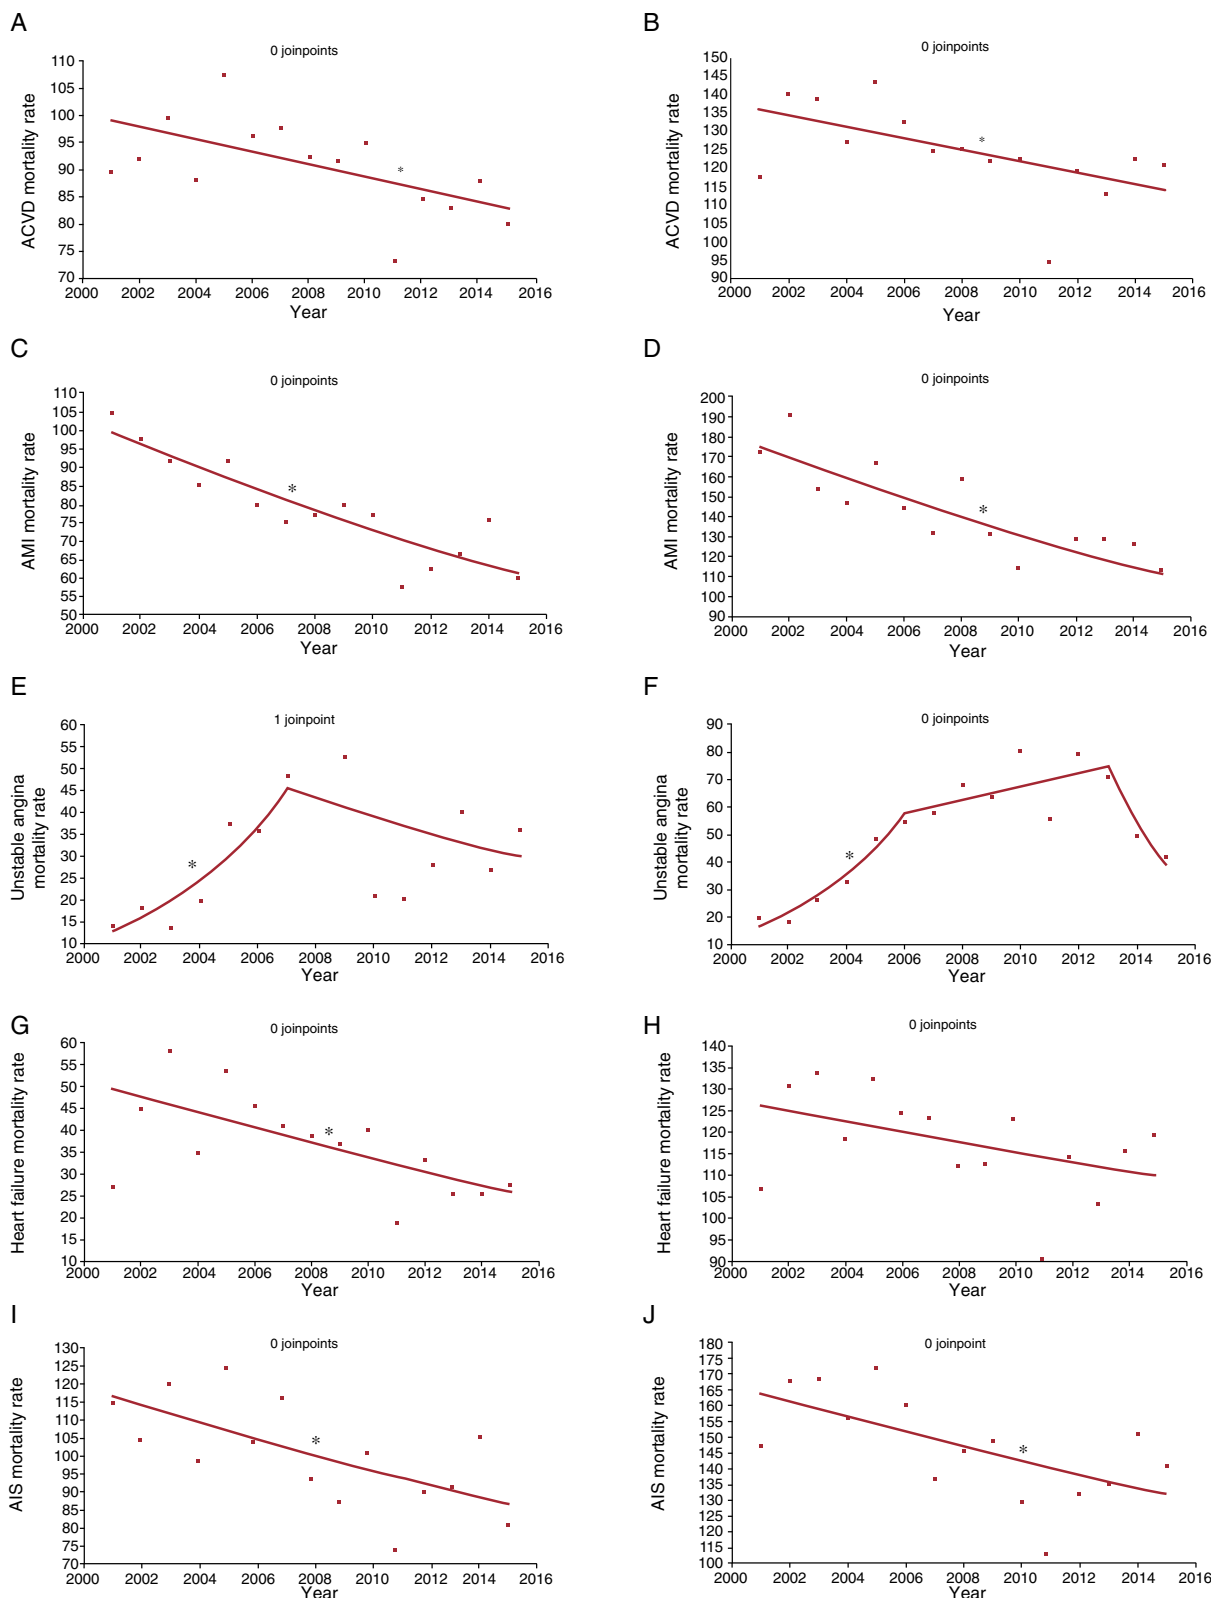 A
0 joinpoints
ACVD mortality rate
110
105
100
95
90
85
80
75
70
*
2000 2002 2004 2006 2008 2010 2012 2014 2016
Year
B
0 joinpoints
ACVD mortality rate
150
145
140
135
130
125
120
115
110
105
100
95
90
*
2000 2002 2004 2006 2008 2010 2012 2014 2016
Year
C
0 joinpoints
AMI mortality rate
110
105
100
95
90
85
80
75
70
65
60
55
50
*
2000 2002 2004 2006 2008 2010 2012 2014 2016
Year
D
0 joinpoints
AMI mortality rate
200
190
180
170
160
150
140
130
120
110
100
90
*
2000 2002 2004 2006 2008 2010 2012 2014 2016
Year
E
1 joinpoint
Unstable angina
mortality rate
60
55
50
45
40
35
30
25
20
15
10
*
2000 2002 2004 2006 2008 2010 2012 2014 2016
Year
F
0 joinpoints
Unstable angina
mortality rate
90
80
70
60
50
40
30
20
10
*
2000 2002 2004 2006 2008 2010 2012 2014 2016
Year
G
0 joinpoints
Heart failure mortality rate
60
55
50
45
40
35
30
25
20
15
10
*
2000 2002 2004 2006 2008 2010 2012 2014 2016
Year
H
0 joinpoints
Heart failure mortality rate
140
135
130
125
120
115
110
105
100
95
90
2000 2002 2004 2006 2008 2010 2012 2014 2016
Year
I
0 joinpoints
AIS mortality rate
130
125
120
115
110
105
100
95
90
85
80
75
70
*
2000 2002 2004 2006 2008 2010 2012 2014 2016
Year
J
0 joinpoint
AIS mortality rate
180
175
170
165
160
155
150
145
140
135
130
125
120
115
110
105
100
*
2000 2002 2004 2006 2008 2010 2012 2014 2016
Year